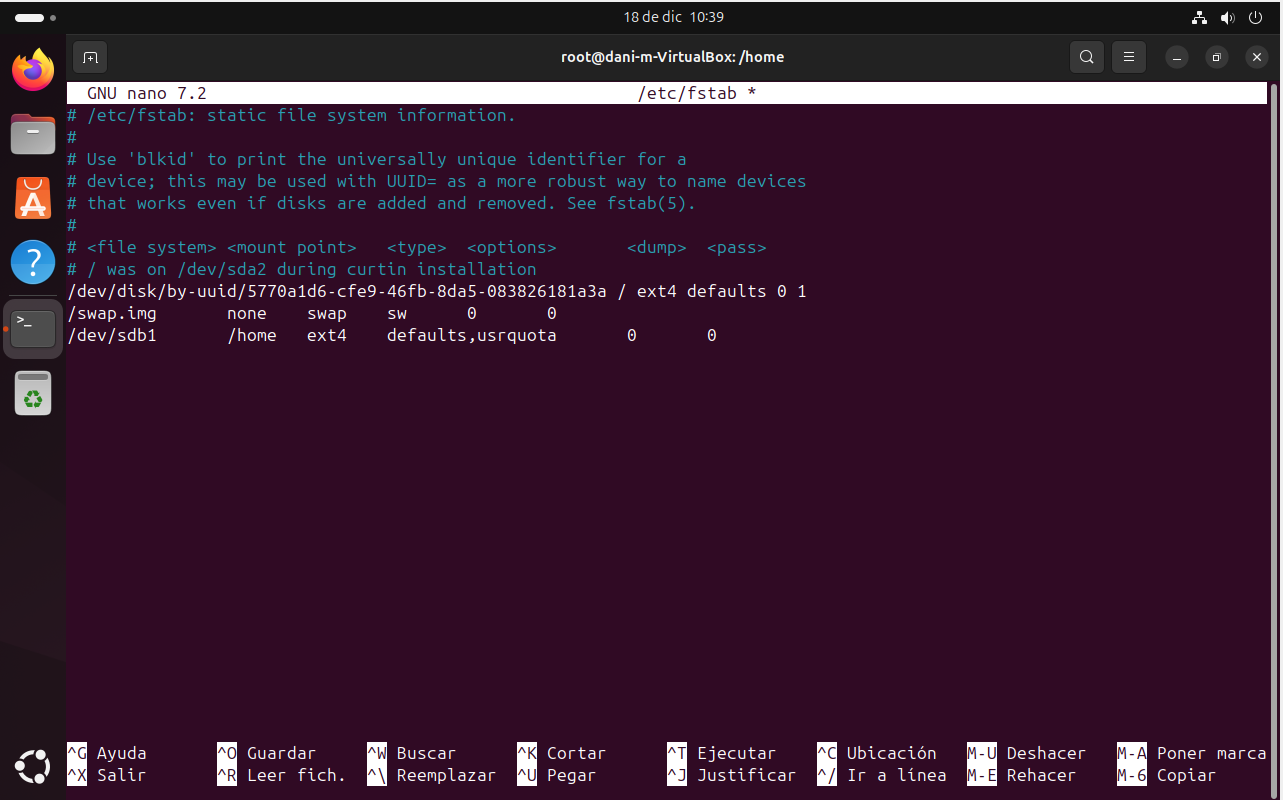 18 de dic 10:39
root@dani-m-VirtualBox: /home
GNU nano 7.2 /etc/fstab *
# /etc/fstab: static file system information.
#
# Use 'blkid' to print the universally unique identifier for a
# device; this may be used with UUID= as a more robust way to name devices
# that works even if disks are added and removed. See fstab(5).
#
# <file system> <mount point>   <type>  <options>       <dump>  <pass>
# / was on /dev/sda2 during curtin installation
/dev/disk/by-uuid/5770a1d6-cfe9-46fb-8da5-083826181a3a / ext4 defaults 0 1
/swap.img       none    swap    sw      0       0
/dev/sdb1       /home   ext4    defaults,usrquota       0       0
^G Ayuda ^O Guardar ^W Buscar ^K Cortar ^T Ejecutar ^C Ubicación M-U Deshacer M-A Poner marca
^X Salir ^R Leer fich. ^\ Reemplazar ^U Pegar ^J Justificar ^/ Ir a línea M-E Rehacer M-6 Copiar